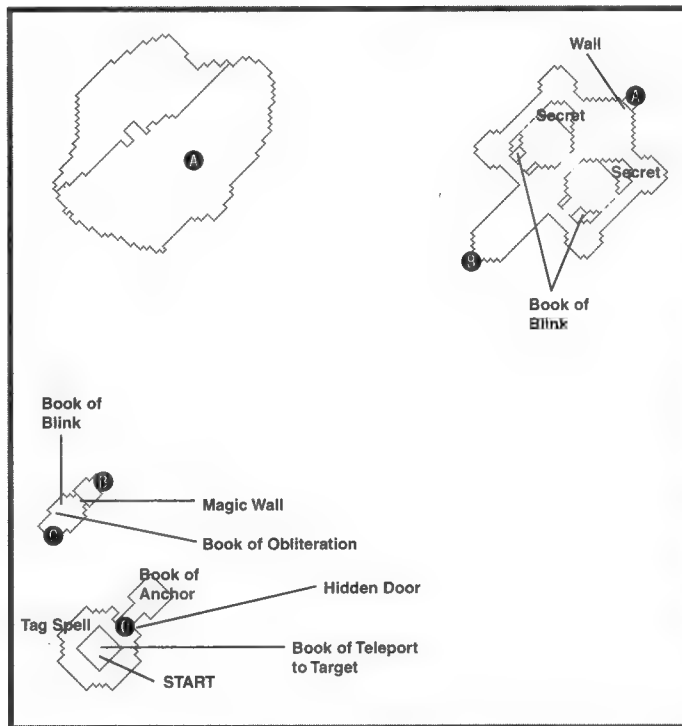 Wall
A
Secret
A
Secret
B
Book of
Blink
Book of
Blink
B
Magic Wall
C
Book of Obliteration
Book of
Anchor
Hidden Door
Tag Spell
C
Book of Teleport
to Target
START